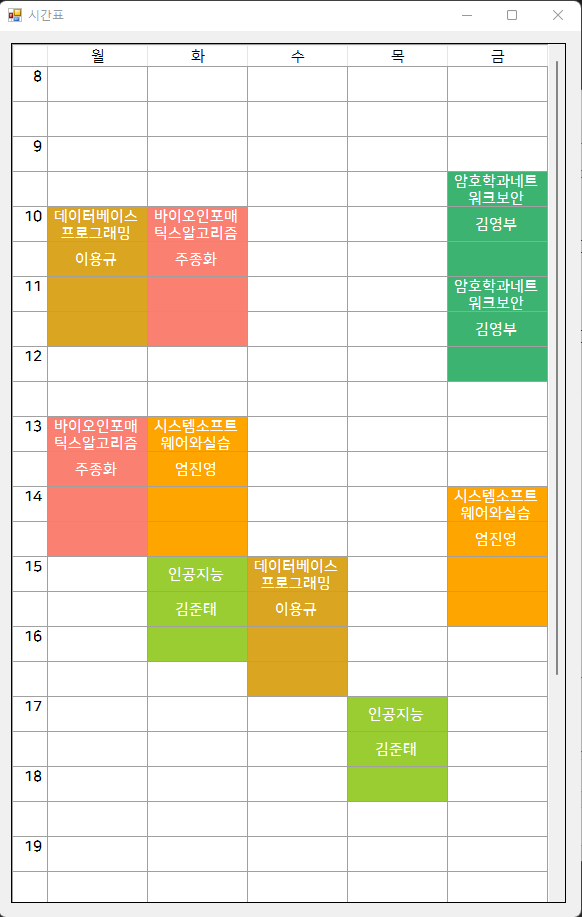 시간표
월 화 수 목 금
8
9
암호학과네트
워크보안
김영부
10
데이터베이스
프로그래밍
이용규
바이오인포매
틱스알고리즘
주종화
11
암호학과네트
워크보안
김영부
12
13
바이오인포매
틱스알고리즘
주종화
시스템소프트
웨어와실습
엄진영
14
시스템소프트
웨어와실습
엄진영
15
인공지능
김준태
데이터베이스
프로그래밍
이용규
16
17
인공지능
김준태
18
19